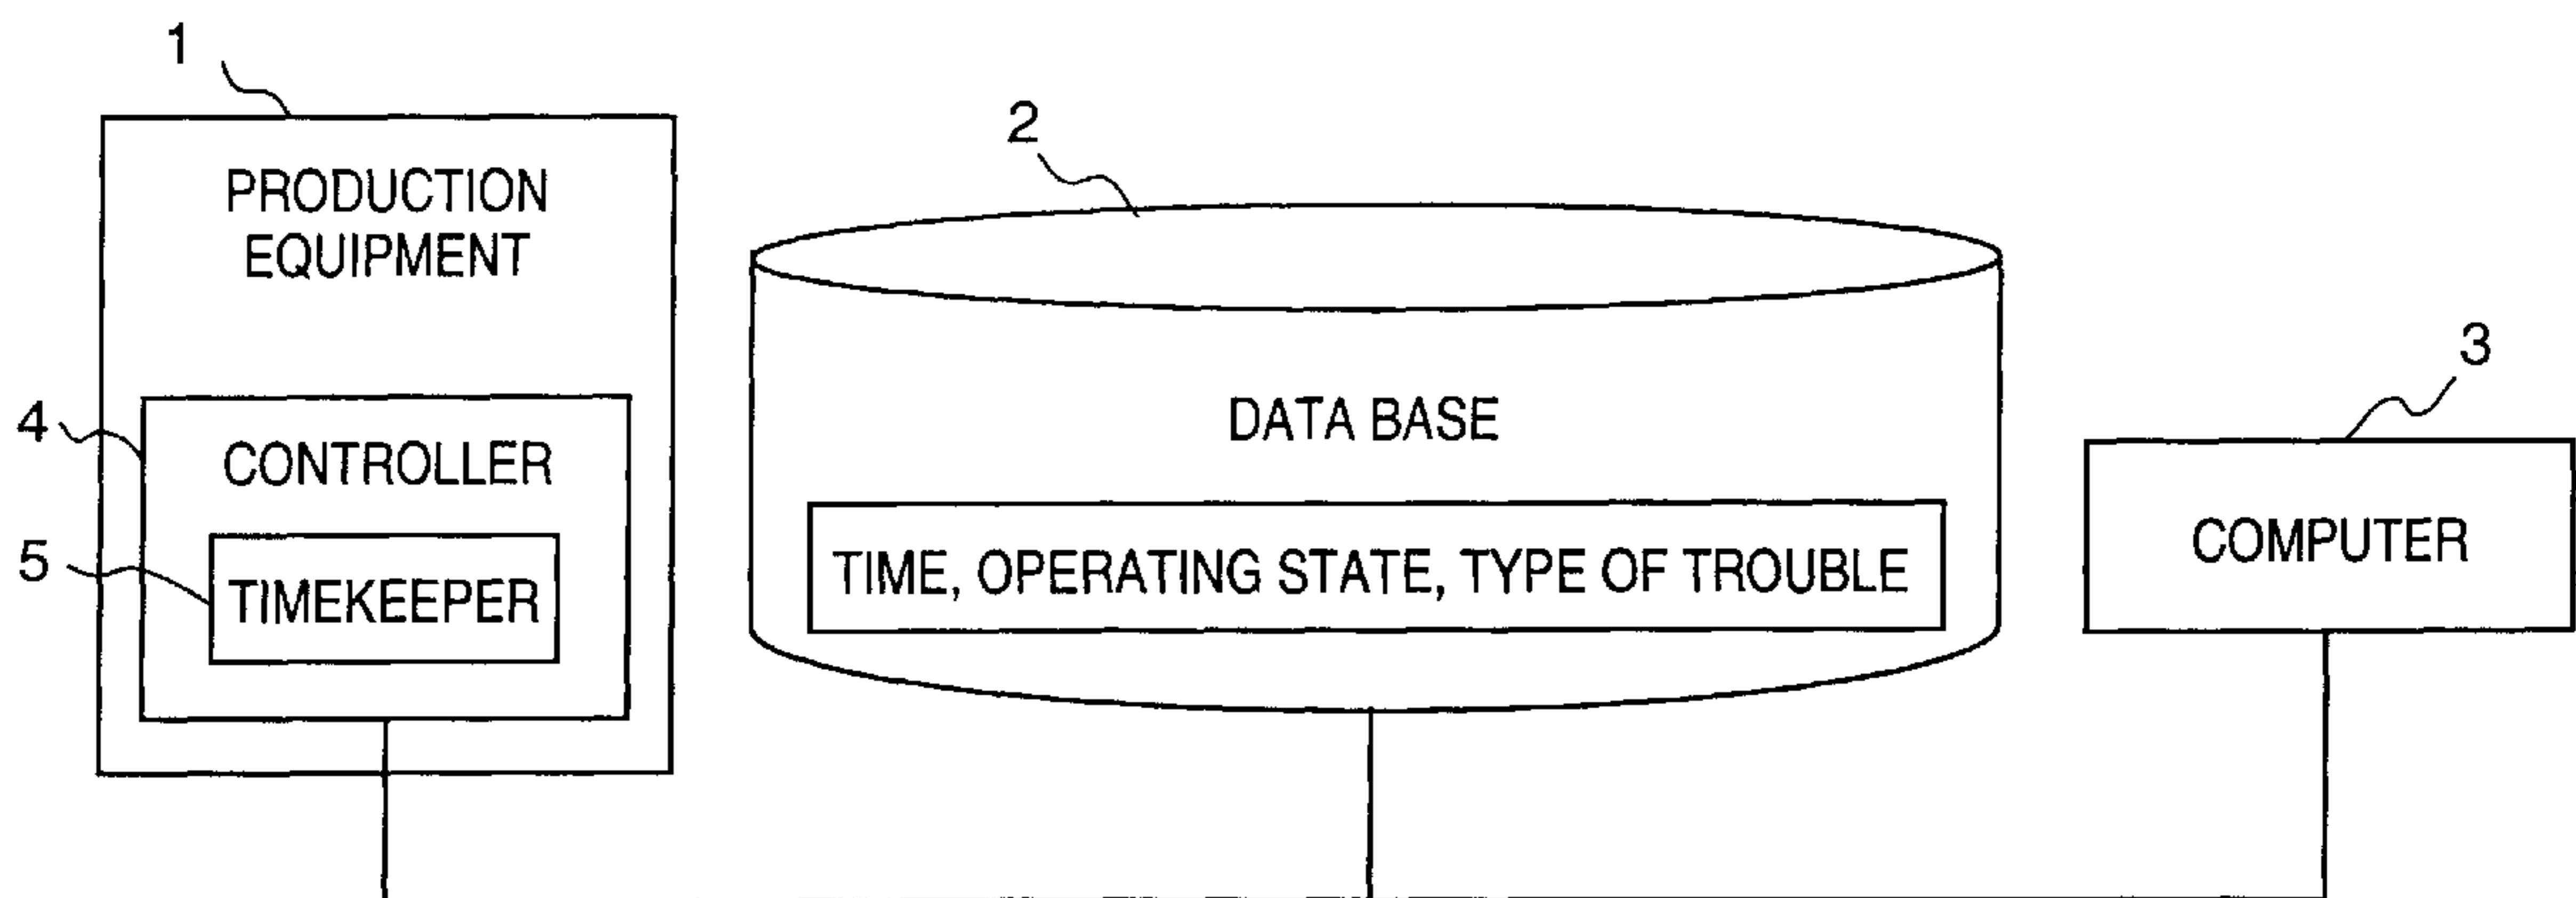 1
PRODUCTION
EQUIPMENT
4
CONTROLLER
5
TIMEKEEPER
2
DATA BASE
TIME, OPERATING STATE, TYPE OF TROUBLE
3
COMPUTER